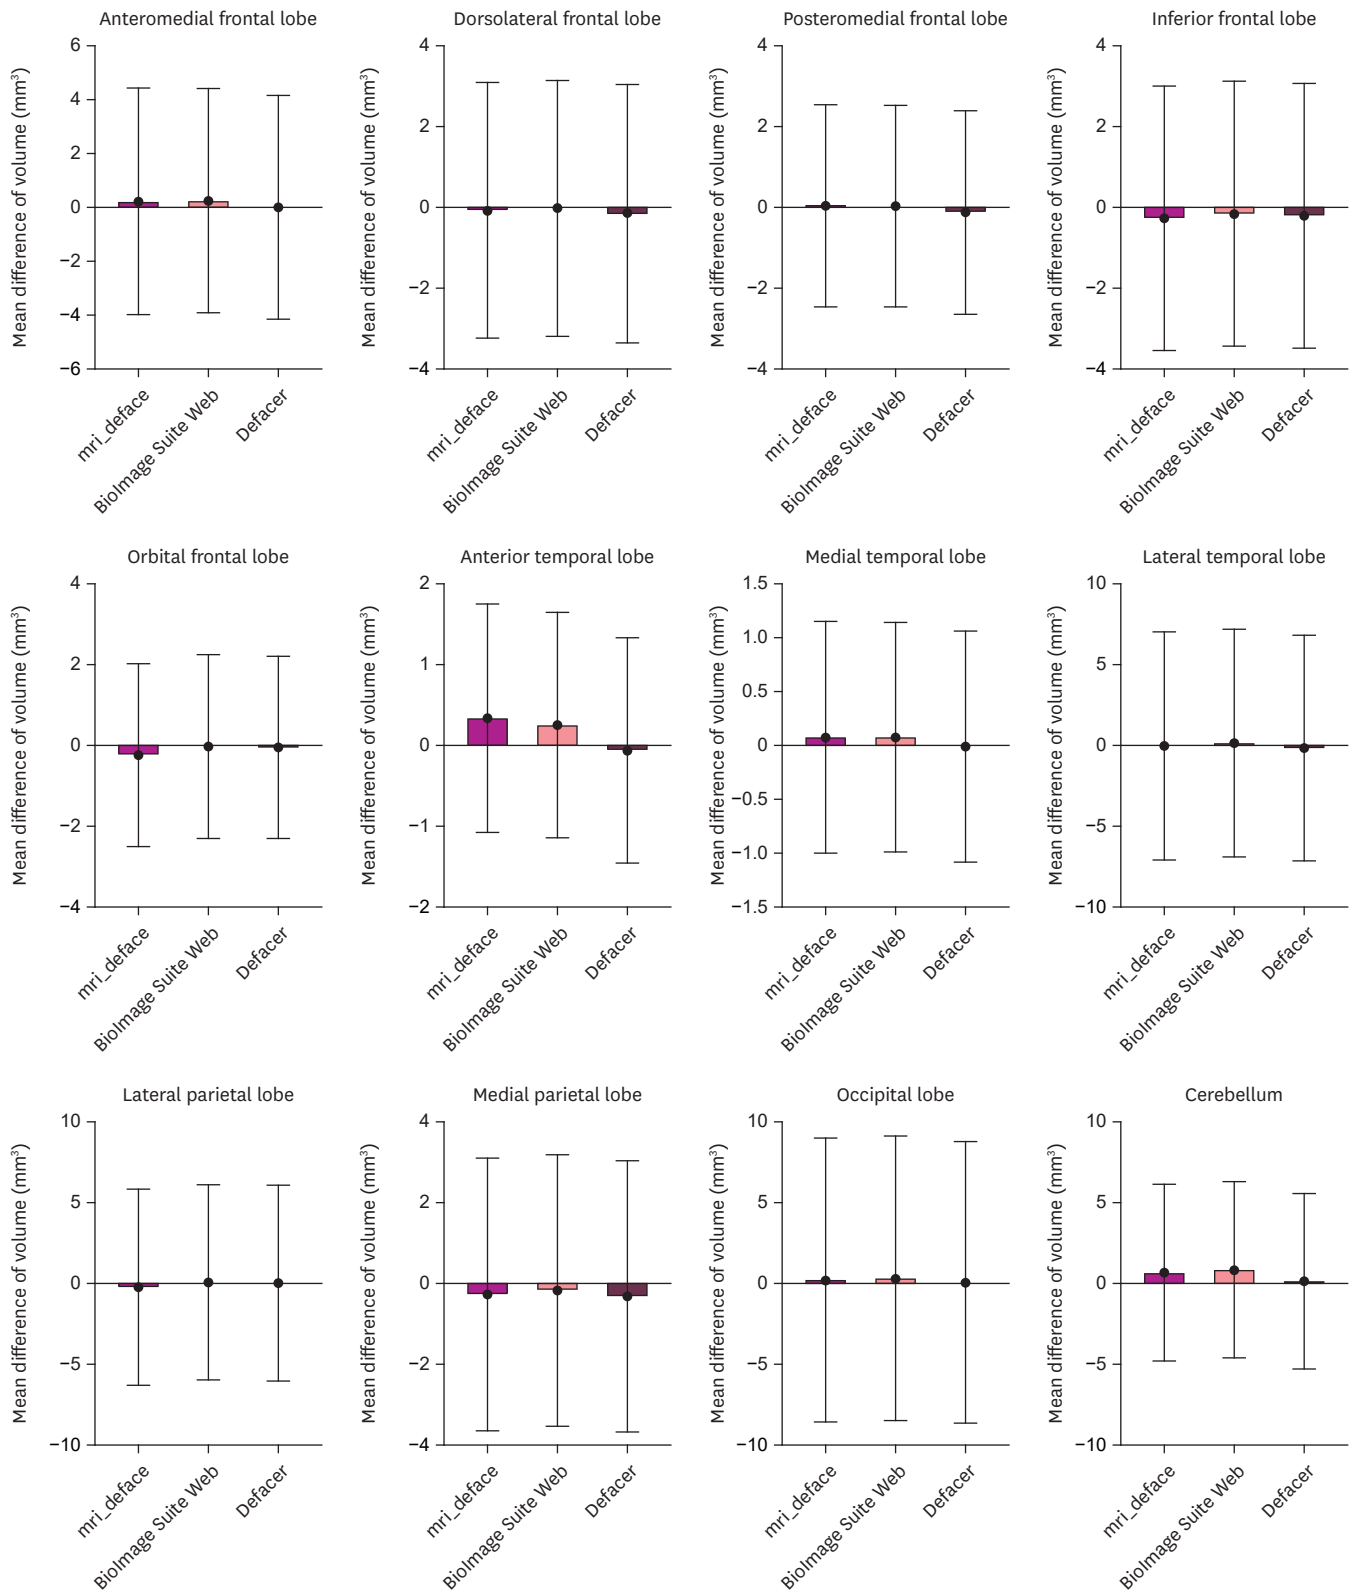 Anteromedial frontal lobe
Mean difference of volume (mm³)
6
4
2
0
−2
−4
−6
mri_deface
BioImage Suite Web
Defacer
Dorsolateral frontal lobe
Mean difference of volume (mm³)
4
2
0
−2
−4
mri_deface
BioImage Suite Web
Defacer
Posteromedial frontal lobe
Mean difference of volume (mm³)
4
2
0
−2
−4
mri_deface
BioImage Suite Web
Defacer
Inferior frontal lobe
Mean difference of volume (mm³)
4
2
0
−2
−4
mri_deface
BioImage Suite Web
Defacer
Orbital frontal lobe
Mean difference of volume (mm³)
4
2
0
−2
−4
mri_deface
BioImage Suite Web
Defacer
Anterior temporal lobe
Mean difference of volume (mm³)
2
1
0
−1
−2
mri_deface
BioImage Suite Web
Defacer
Medial temporal lobe
Mean difference of volume (mm³)
1.5
1.0
0.5
0
−0.5
−1.0
−1.5
mri_deface
BioImage Suite Web
Defacer
Lateral temporal lobe
Mean difference of volume (mm³)
10
5
0
−5
−10
mri_deface
BioImage Suite Web
Defacer
Lateral parietal lobe
Mean difference of volume (mm³)
10
5
0
−5
−10
mri_deface
BioImage Suite Web
Defacer
Medial parietal lobe
Mean difference of volume (mm³)
4
2
0
−2
−4
mri_deface
BioImage Suite Web
Defacer
Occipital lobe
Mean difference of volume (mm³)
10
5
0
−5
−10
mri_deface
BioImage Suite Web
Defacer
Cerebellum
Mean difference of volume (mm³)
10
5
0
−5
−10
mri_deface
BioImage Suite Web
Defacer